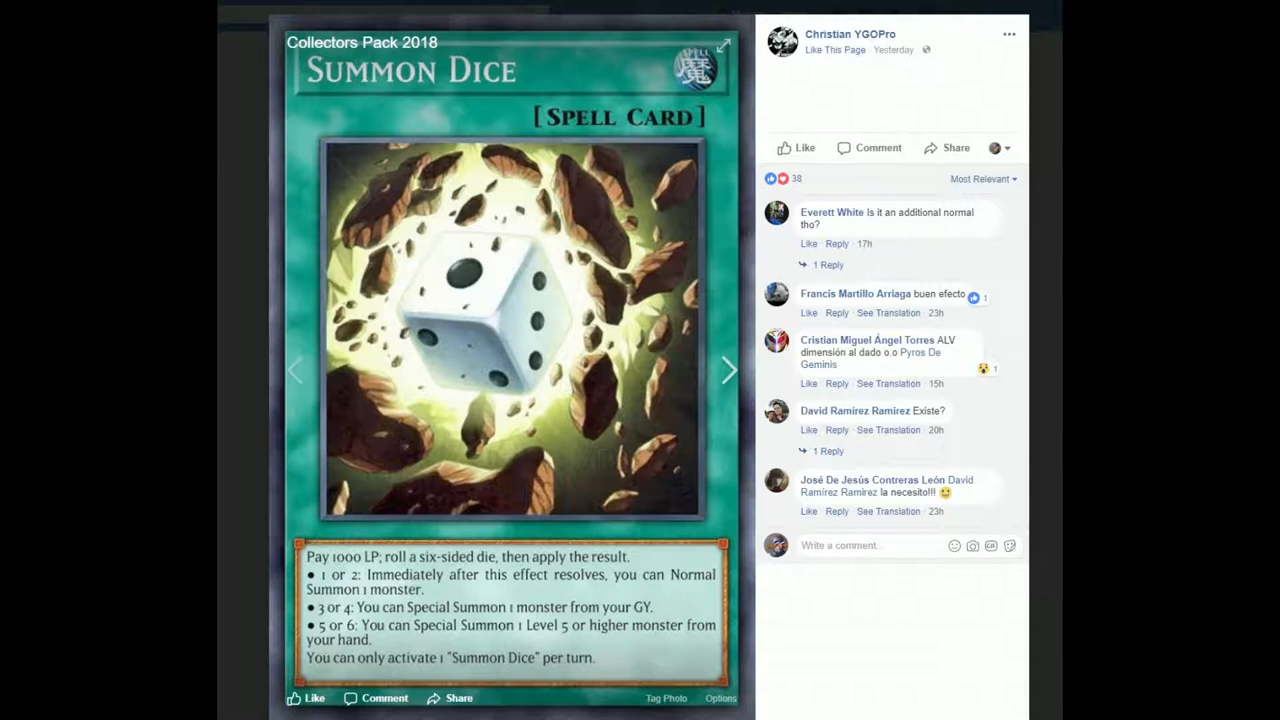 Collectors Pack 2018
SUMMON DICE
SPELL
魔
[ SPELL CARD ]
Pay 1000 LP; roll a six-sided die, then apply the result.
● 1 or 2: Immediately after this effect resolves, you can Normal
Summon 1 monster.
● 3 or 4: You can Special Summon 1 monster from your GY.
● 5 or 6: You can Special Summon 1 Level 5 or higher monster from
your hand.
You can only activate 1 "Summon Dice" per turn.
Like Comment Share Tag Photo Options
Christian YGOPro
Like This Page Yesterday
Like Comment Share
38 Most Relevant
Everett White Is it an additional normal
tho?
Like · Reply · 17h
1 Reply
Francis Martillo Arriaga buen efecto
1
Like · Reply · See Translation · 23h
Cristian Miguel Ángel Torres ALV
dimensión al dado o.o Pyros De
Geminis
1
Like · Reply · See Translation · 15h
David Ramírez Ramirez Existe?
Like · Reply · See Translation · 20h
1 Reply
José De Jesús Contreras León David
Ramírez Ramirez la necesito!!!
Like · Reply · See Translation · 23h
Write a comment...
GIF